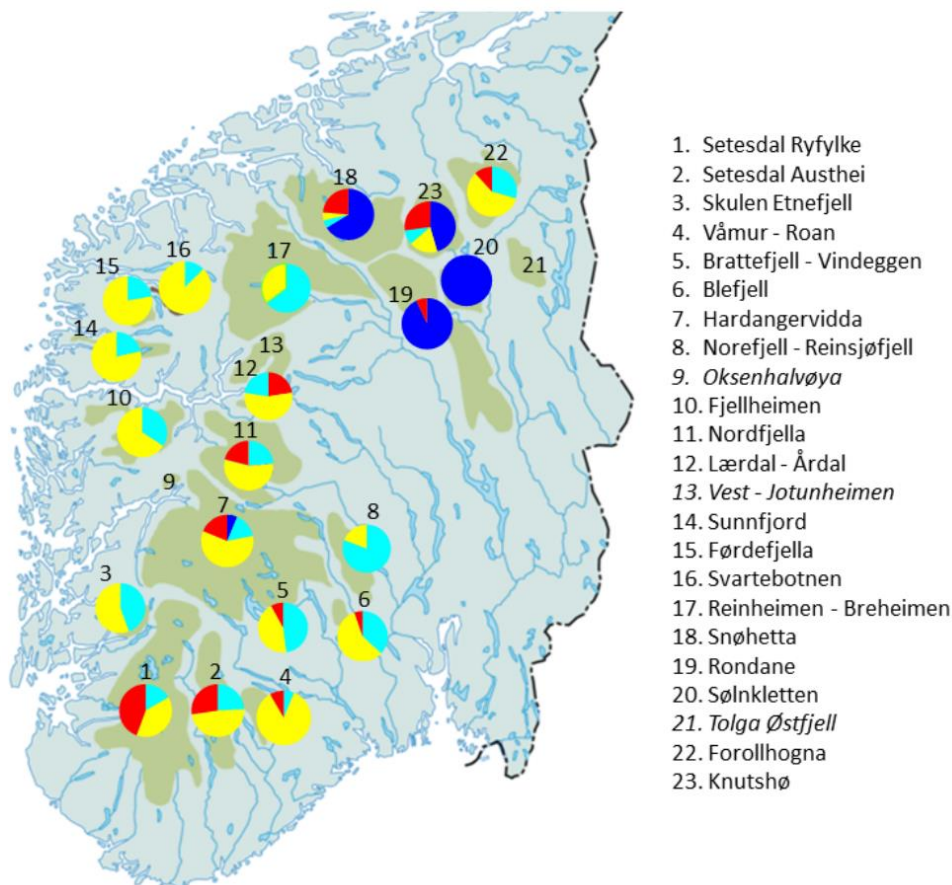 22
18
23
16
17
20
15
21
19
14
13
12
10
11
9
7
8
3
5
6
1
2
4
1. Setesdal Ryfylke
2. Setesdal Austhei
3. Skulen Etnefjell
4. Våmur - Roan
5. Brattefjell - Vindeggen
6. Blefjell
7. Hardangervidda
8. Norefjell - Reinsjøfjell
9. Oksenhalvøya
10. Fjellheimen
11. Nordfjella
12. Lærdal - Årdal
13. Vest - Jotunheimen
14. Sunnfjord
15. Førdefjella
16. Svartebotnen
17. Reinheimen - Breheimen
18. Snøhetta
19. Rondane
20. Sølnkletten
21. Tolga Østfjell
22. Forollhogna
23. Knutshø